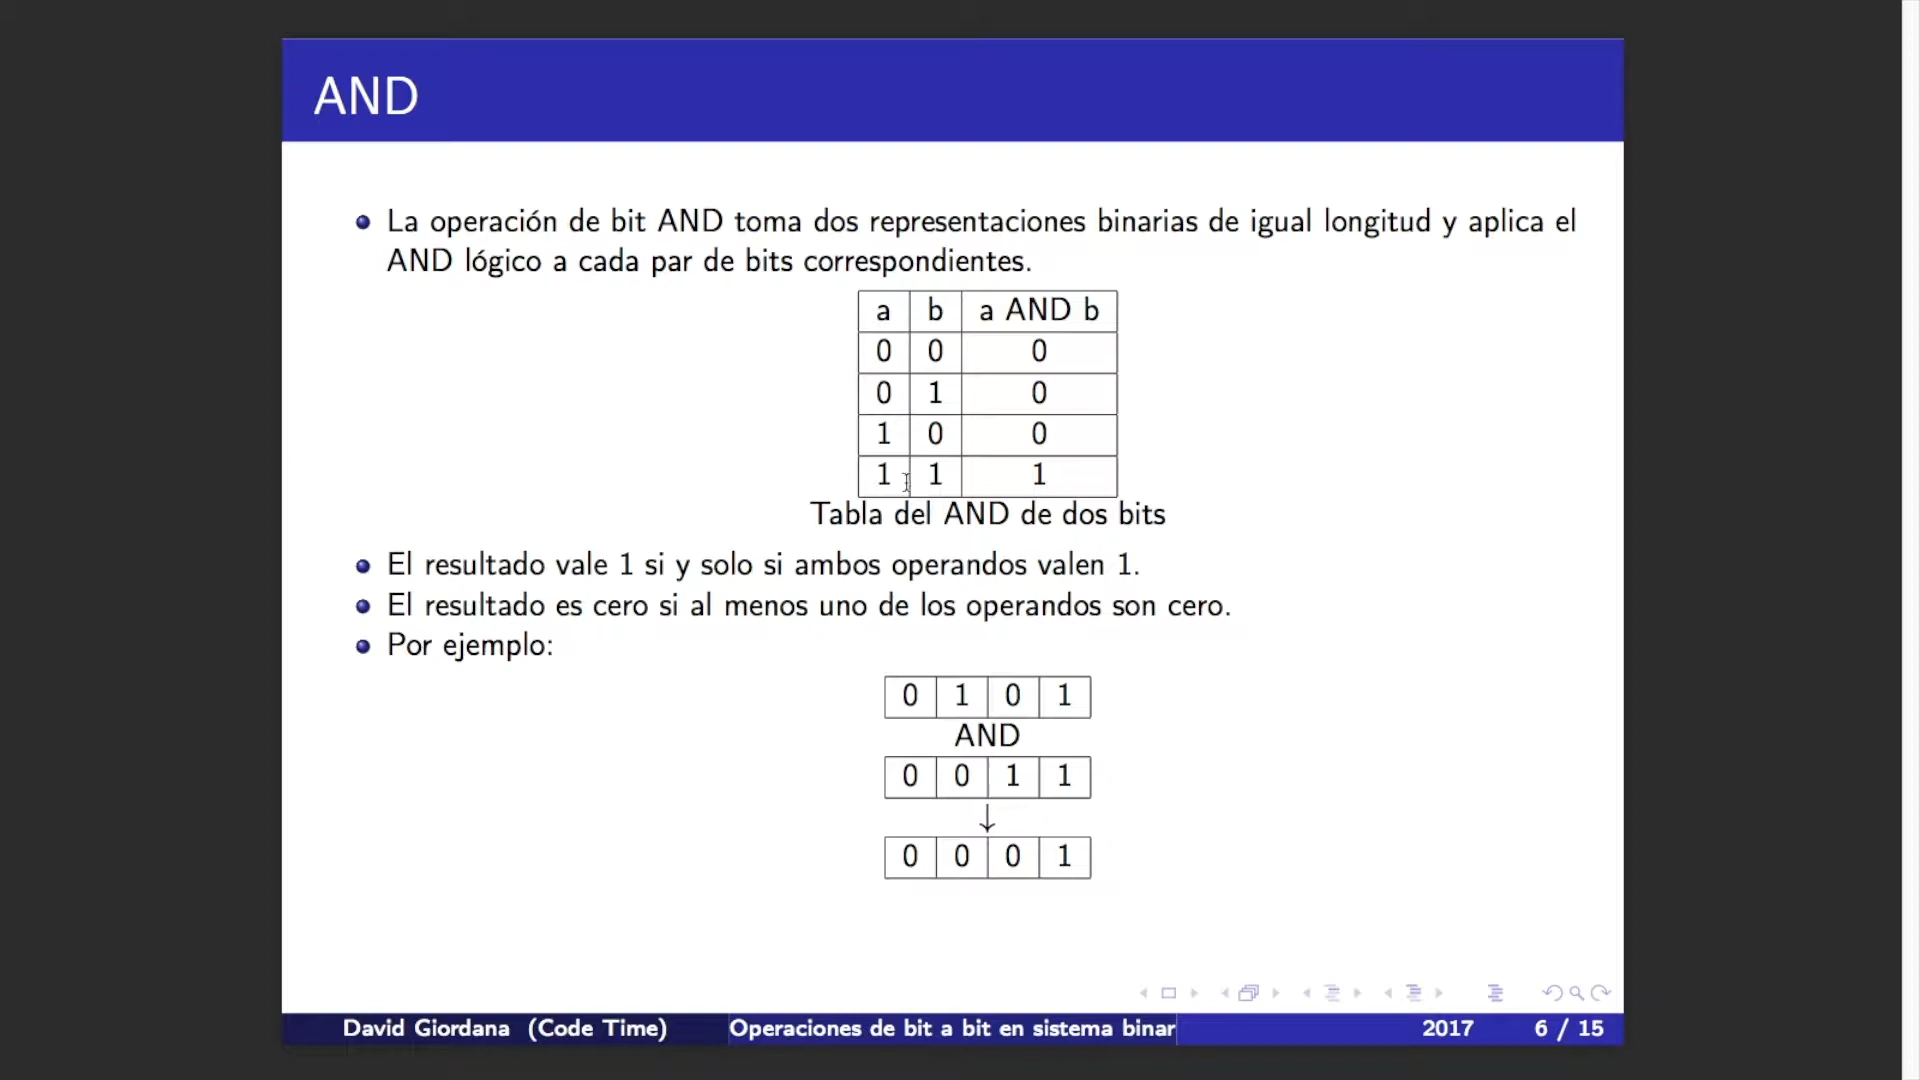 AND
La operación de bit AND toma dos representaciones binarias de igual longitud y aplica el
AND lógico a cada par de bits correspondientes.
a b a AND b
0 0 0
0 1 0
1 0 0
1 1 1
Tabla del AND de dos bits
El resultado vale 1 si y solo si ambos operandos valen 1.
El resultado es cero si al menos uno de los operandos son cero.
Por ejemplo:
0 1 0 1
AND
0 0 1 1
↓
0 0 0 1
David Giordana (Code Time) Operaciones de bit a bit en sistema binar 2017 6 / 15